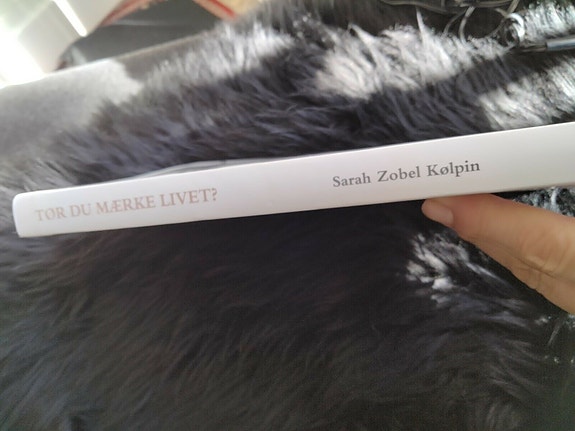 TØR DU MÆRKE LIVET? Sarah Zobel Kølpin